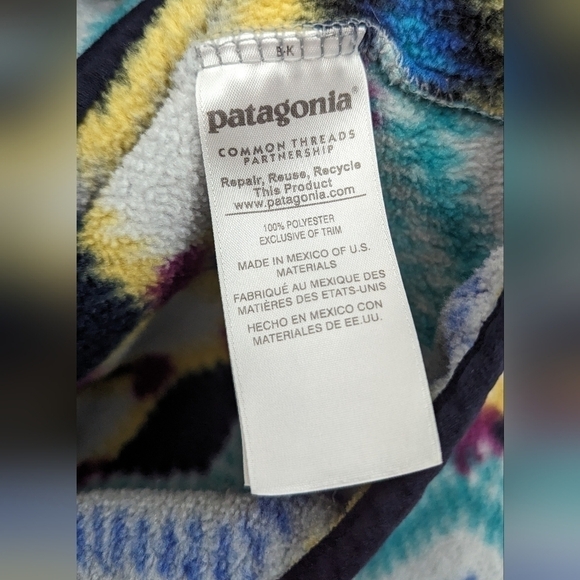 B-K
patagonia®
COMMON THREADS
PARTNERSHIP
Repair, Reuse, Recycle
This Product
www.patagonia.com
100% POLYESTER
EXCLUSIVE OF TRIM
MADE IN MEXICO OF U.S.
MATERIALS
FABRIQUÉ AU MEXIQUE DES
MATIÈRES DES ETATS-UNIS
HECHO EN MEXICO CON
MATERIALES DE EE.UU.